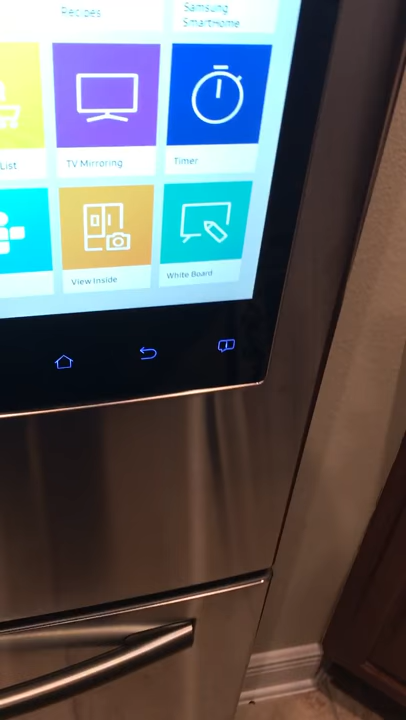 Recipes
Samsung
SmartHome
List
TV Mirroring
Timer
View Inside
White Board